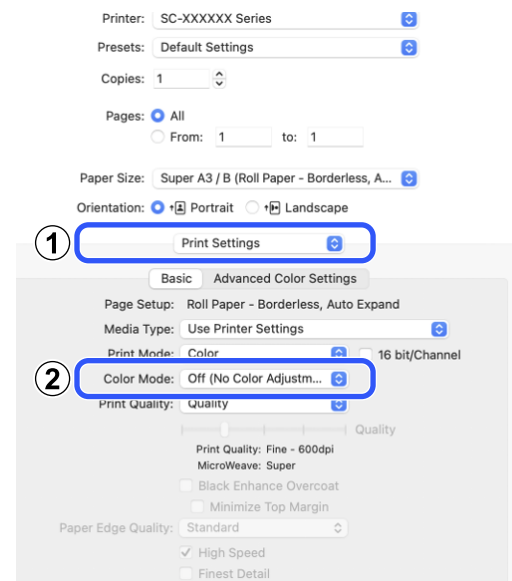 Printer: SC-XXXXXX Series
Presets: Default Settings
Copies: 1
Pages: All
From: 1 to: 1
Paper Size: Super A3 / B (Roll Paper - Borderless, A...
Orientation: Portrait Landscape
1 Print Settings
Basic Advanced Color Settings
Page Setup: Roll Paper - Borderless, Auto Expand
Media Type: Use Printer Settings
Print Mode: Color 16 bit/Channel
2 Color Mode: Off (No Color Adjustm...
Print Quality: Quality
Quality
Print Quality: Fine - 600dpi
MicroWeave: Super
Black Enhance Overcoat
Minimize Top Margin
Paper Edge Quality: Standard
High Speed
Finest Detail